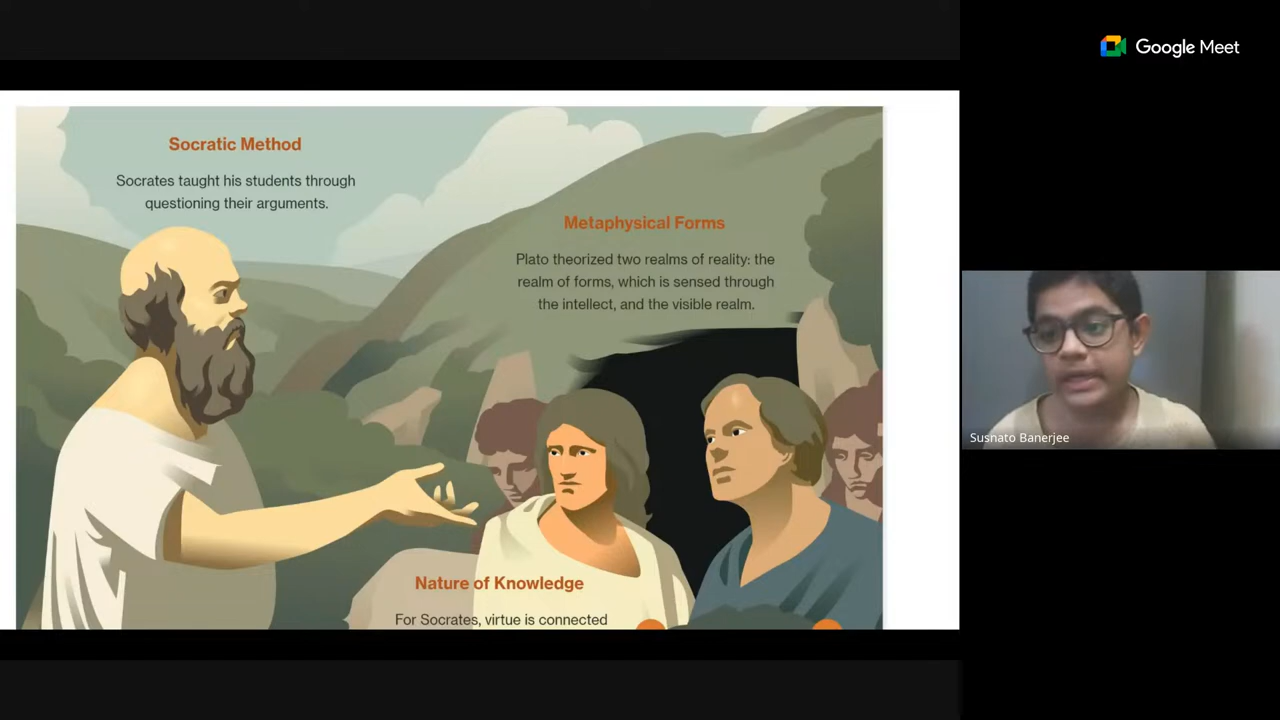 Google Meet
Socratic Method
Socrates taught his students through
questioning their arguments.
Metaphysical Forms
Plato theorized two realms of reality: the
realm of forms, which is sensed through
the intellect, and the visible realm.
Susnato Banerjee
Nature of Knowledge
For Socrates, virtue is connected